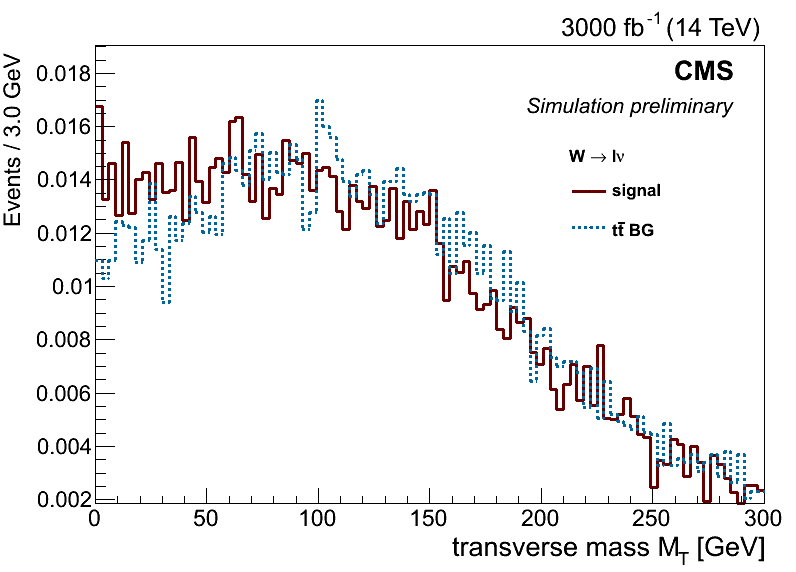 3000 fb⁻¹ (14 TeV)
CMS
Simulation preliminary
W → lν
signal
tt̄ BG
Events / 3.0 GeV
0.018
0.016
0.014
0.012
0.01
0.008
0.006
0.004
0.002
0 50 100 150 200 250 300
transverse mass M_T [GeV]